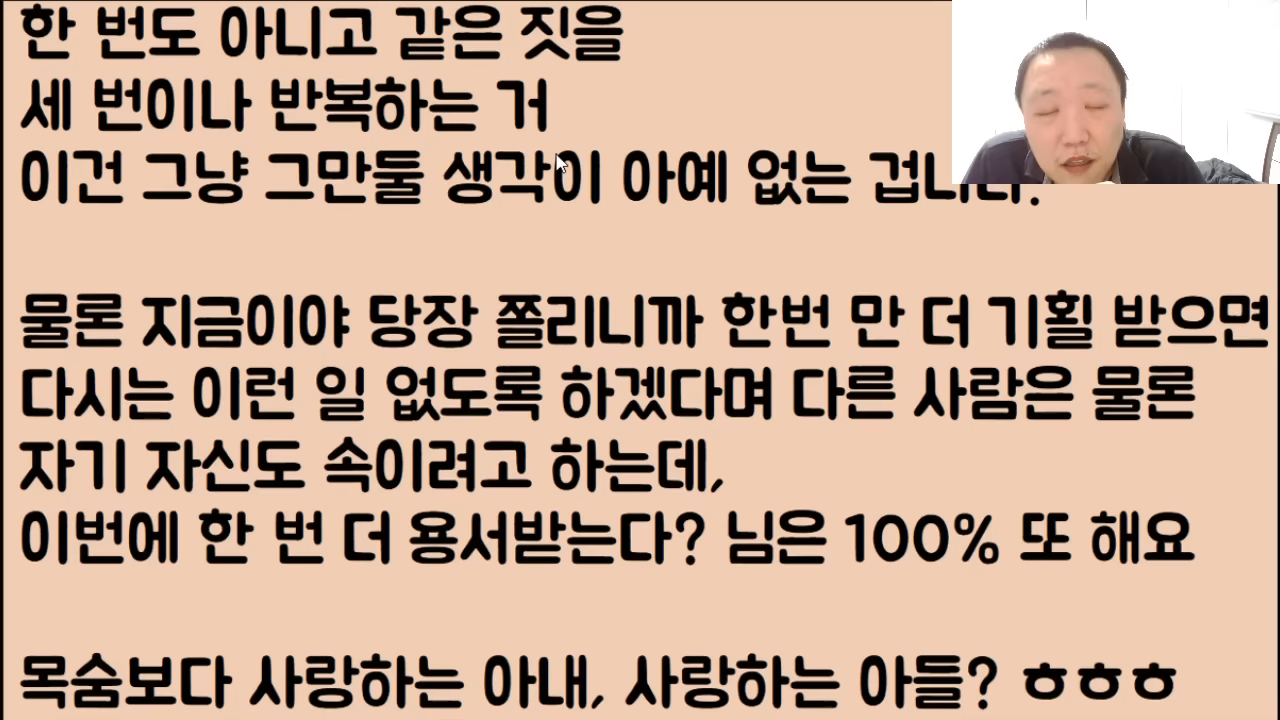 한 번도 아니고 같은 짓을
세 번이나 반복하는 거
이건 그냥 그만둘 생각이 아예 없는 겁니다.
물론 지금이야 당장 쫄리니까 한번 만 더 기횔 받으면
다시는 이런 일 없도록 하겠다며 다른 사람은 물론
자기 자신도 속이려고 하는데,
이번에 한 번 더 용서받는다? 님은 100% 또 해요
목숨보다 사랑하는 아내, 사랑하는 아들? ㅎㅎㅎ